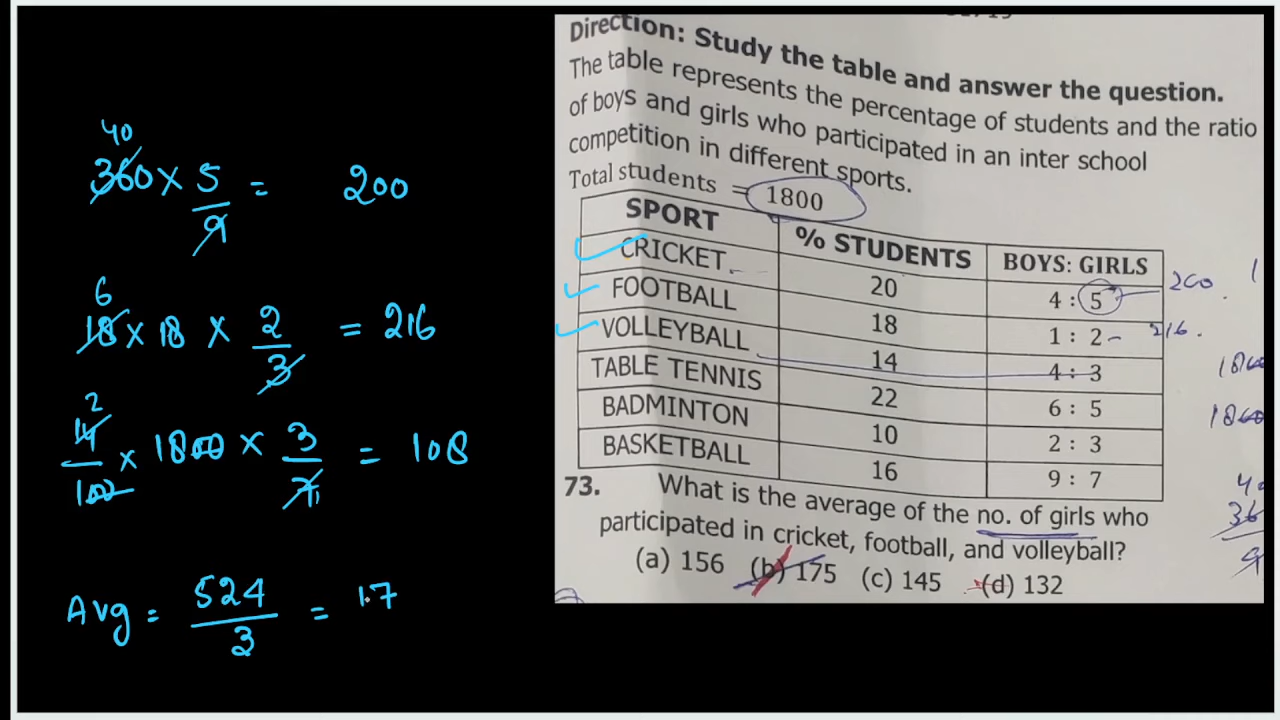 Direction: Study the table and answer the question.
The table represents the percentage of students and the ratio
of boys and girls who participated in an inter school
competition in different sports.
Total students = 1800
SPORT % STUDENTS BOYS: GIRLS
CRICKET 20 4 : 5
FOOTBALL 18 1 : 2
VOLLEYBALL 14 4 : 3
TABLE TENNIS 22 6 : 5
BADMINTON 10 2 : 3
BASKETBALL 16 9 : 7
200
216
73. What is the average of the no. of girls who
participated in cricket, football, and volleyball?
(a) 156 (b) 175 (c) 145 (d) 132
40
360 × 5/9 = 200
6
18 × 18 × 2/3 = 216
2
14/100 × 1800 × 3/7 = 108
Avg = 524/3 = 17